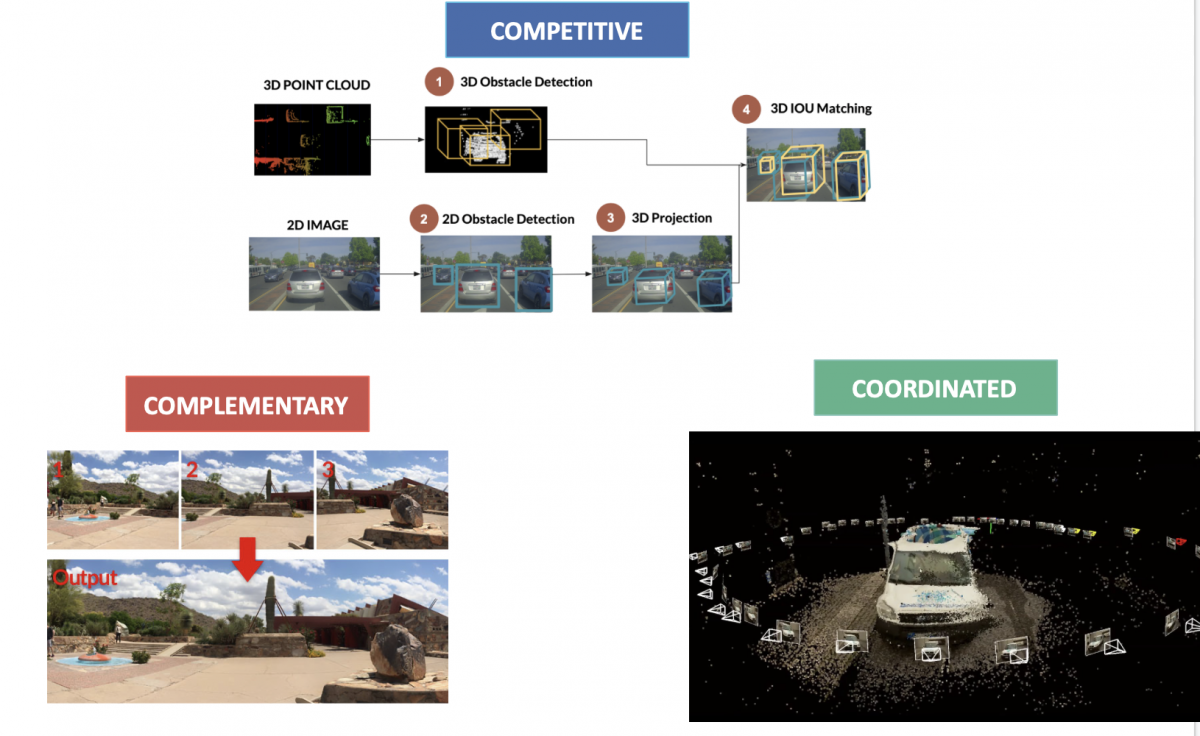 COMPETITIVE
3D POINT CLOUD
1 3D Obstacle Detection
4 3D IOU Matching
2D IMAGE
2 2D Obstacle Detection
3 3D Projection
COMPLEMENTARY
1 2 3
Output
COORDINATED